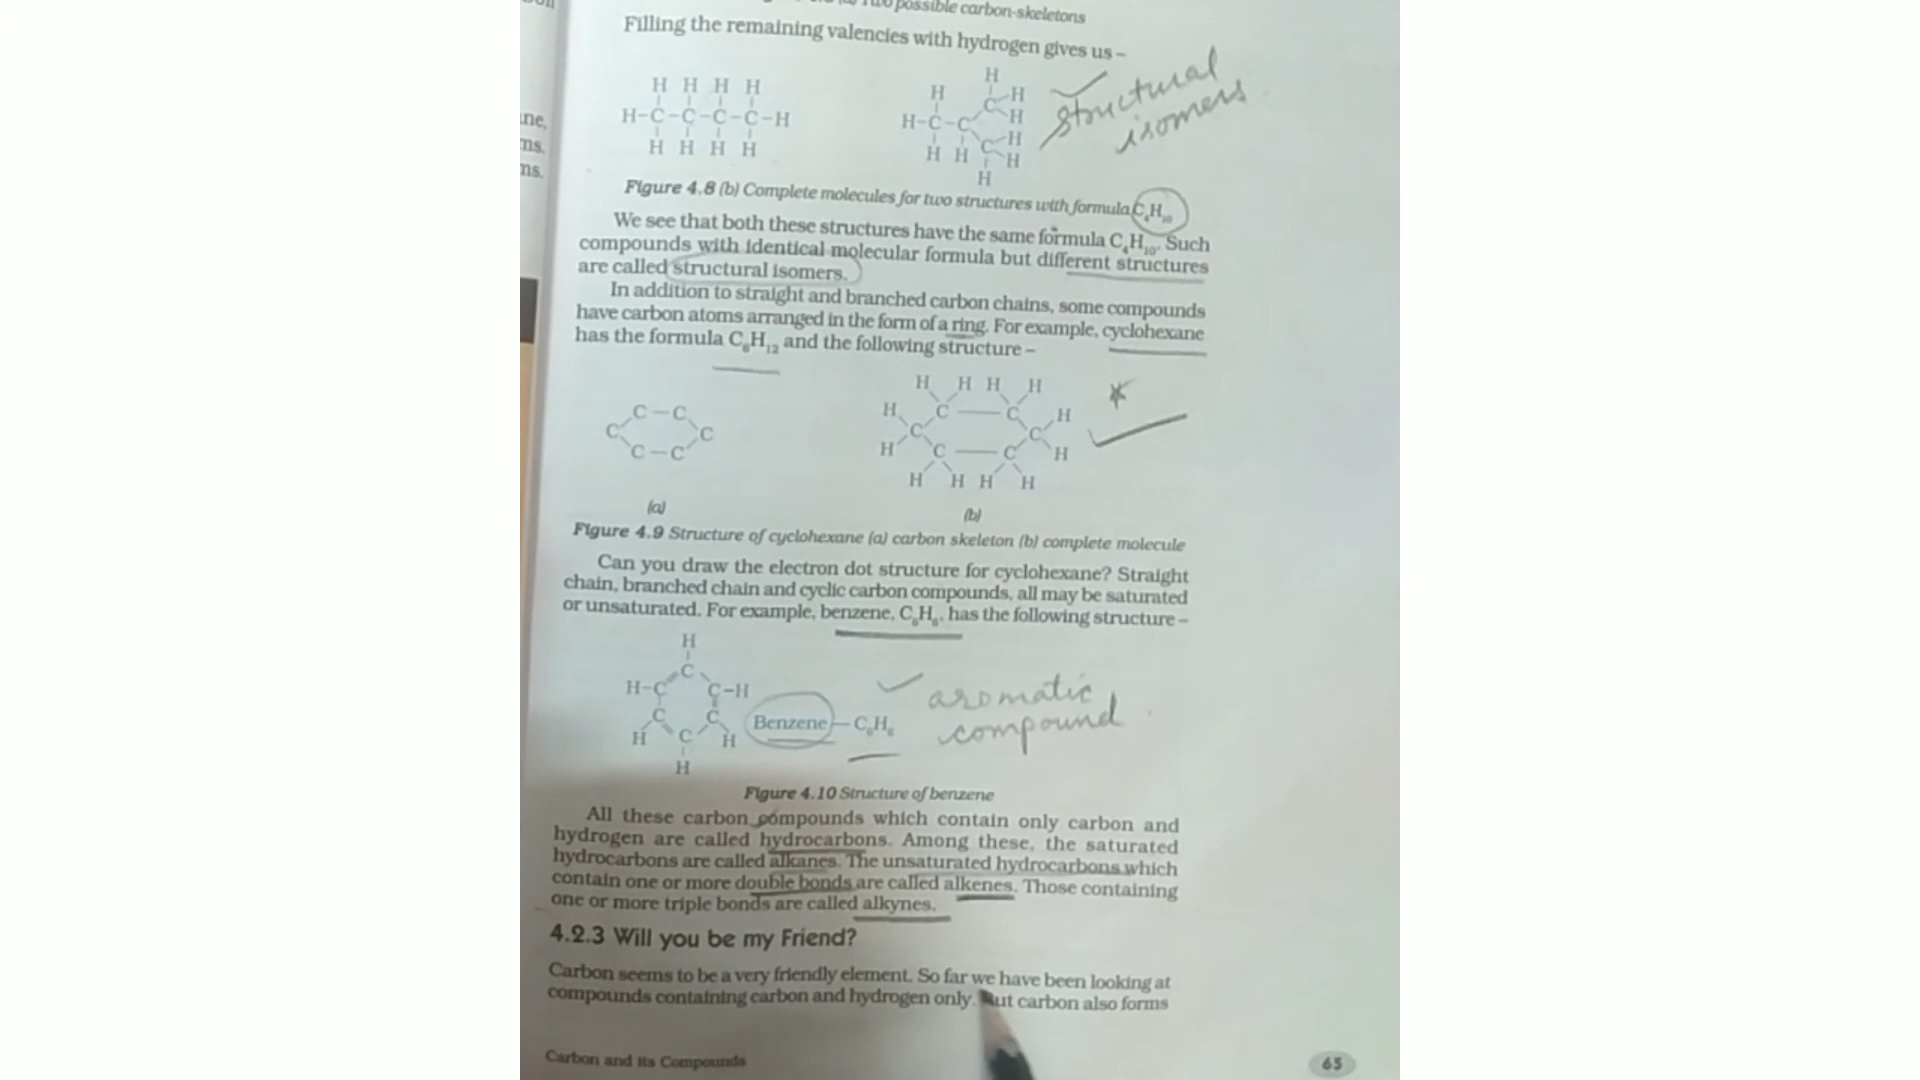 possible carbon-skeletons
Filling the remaining valencies with hydrogen gives us –
H H H H
H-C-C-C-C-H
H H H H
H
H C-H
H-C-C H
C-H
H H H
H
structural
isomers
Figure 4.8 (b) Complete molecules for two structures with formula C₄H₁₀
We see that both these structures have the same formula C₄H₁₀. Such
compounds with identical molecular formula but different structures
are called structural isomers.
In addition to straight and branched carbon chains, some compounds
have carbon atoms arranged in the form of a ring. For example, cyclohexane
has the formula C₆H₁₂ and the following structure –
C – C
C C
C – C
(a)
H H H H
H C — C H
C C
H C — C H
H H H H
(b)
Figure 4.9 Structure of cyclohexane (a) carbon skeleton (b) complete molecule
Can you draw the electron dot structure for cyclohexane? Straight
chain, branched chain and cyclic carbon compounds, all may be saturated
or unsaturated. For example, benzene, C₆H₆, has the following structure –
H
C
H-C C-H
C C
H C H
H
Benzene — C₆H₆
aromatic
compound
Figure 4.10 Structure of benzene
All these carbon compounds which contain only carbon and
hydrogen are called hydrocarbons. Among these, the saturated
hydrocarbons are called alkanes. The unsaturated hydrocarbons which
contain one or more double bonds are called alkenes. Those containing
one or more triple bonds are called alkynes.
4.2.3 Will you be my Friend?
Carbon seems to be a very friendly element. So far we have been looking at
compounds containing carbon and hydrogen only. But carbon also forms
Carbon and its Compounds
65
ne,
ns.
ns.